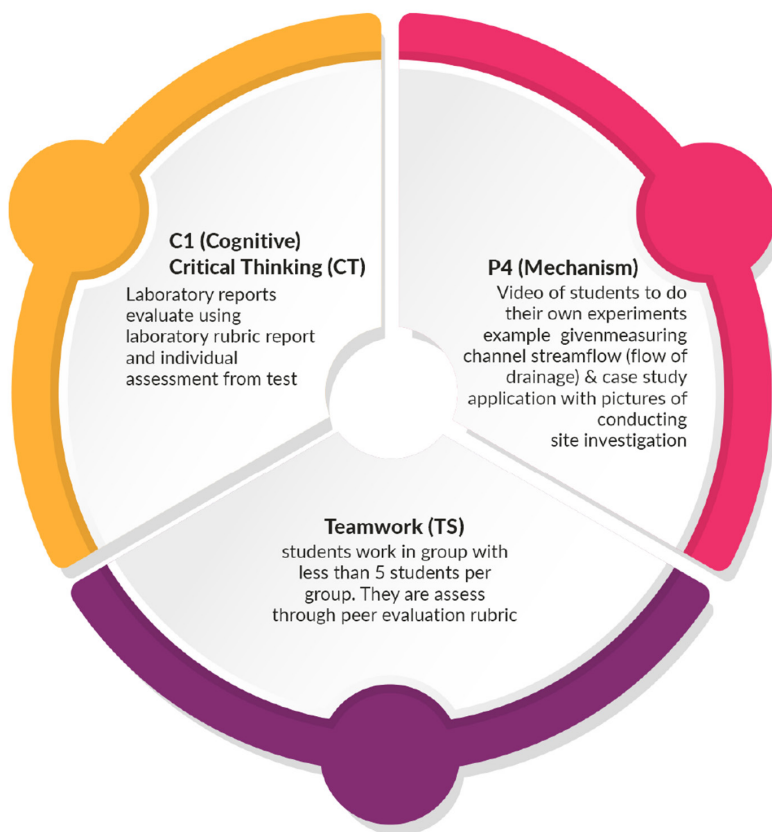 C1 (Cognitive)
Critical Thinking (CT)
Laboratory reports
evaluate using
laboratory rubric report
and individual
assessment from test
P4 (Mechanism)
Video of students to do
their own experiments
example givenmeasuring
channel streamflow (flow of
drainage) & case study
application with pictures of
conducting
site investigation
Teamwork (TS)
students work in group with
less than 5 students per
group. They are assess
through peer evaluation rubric